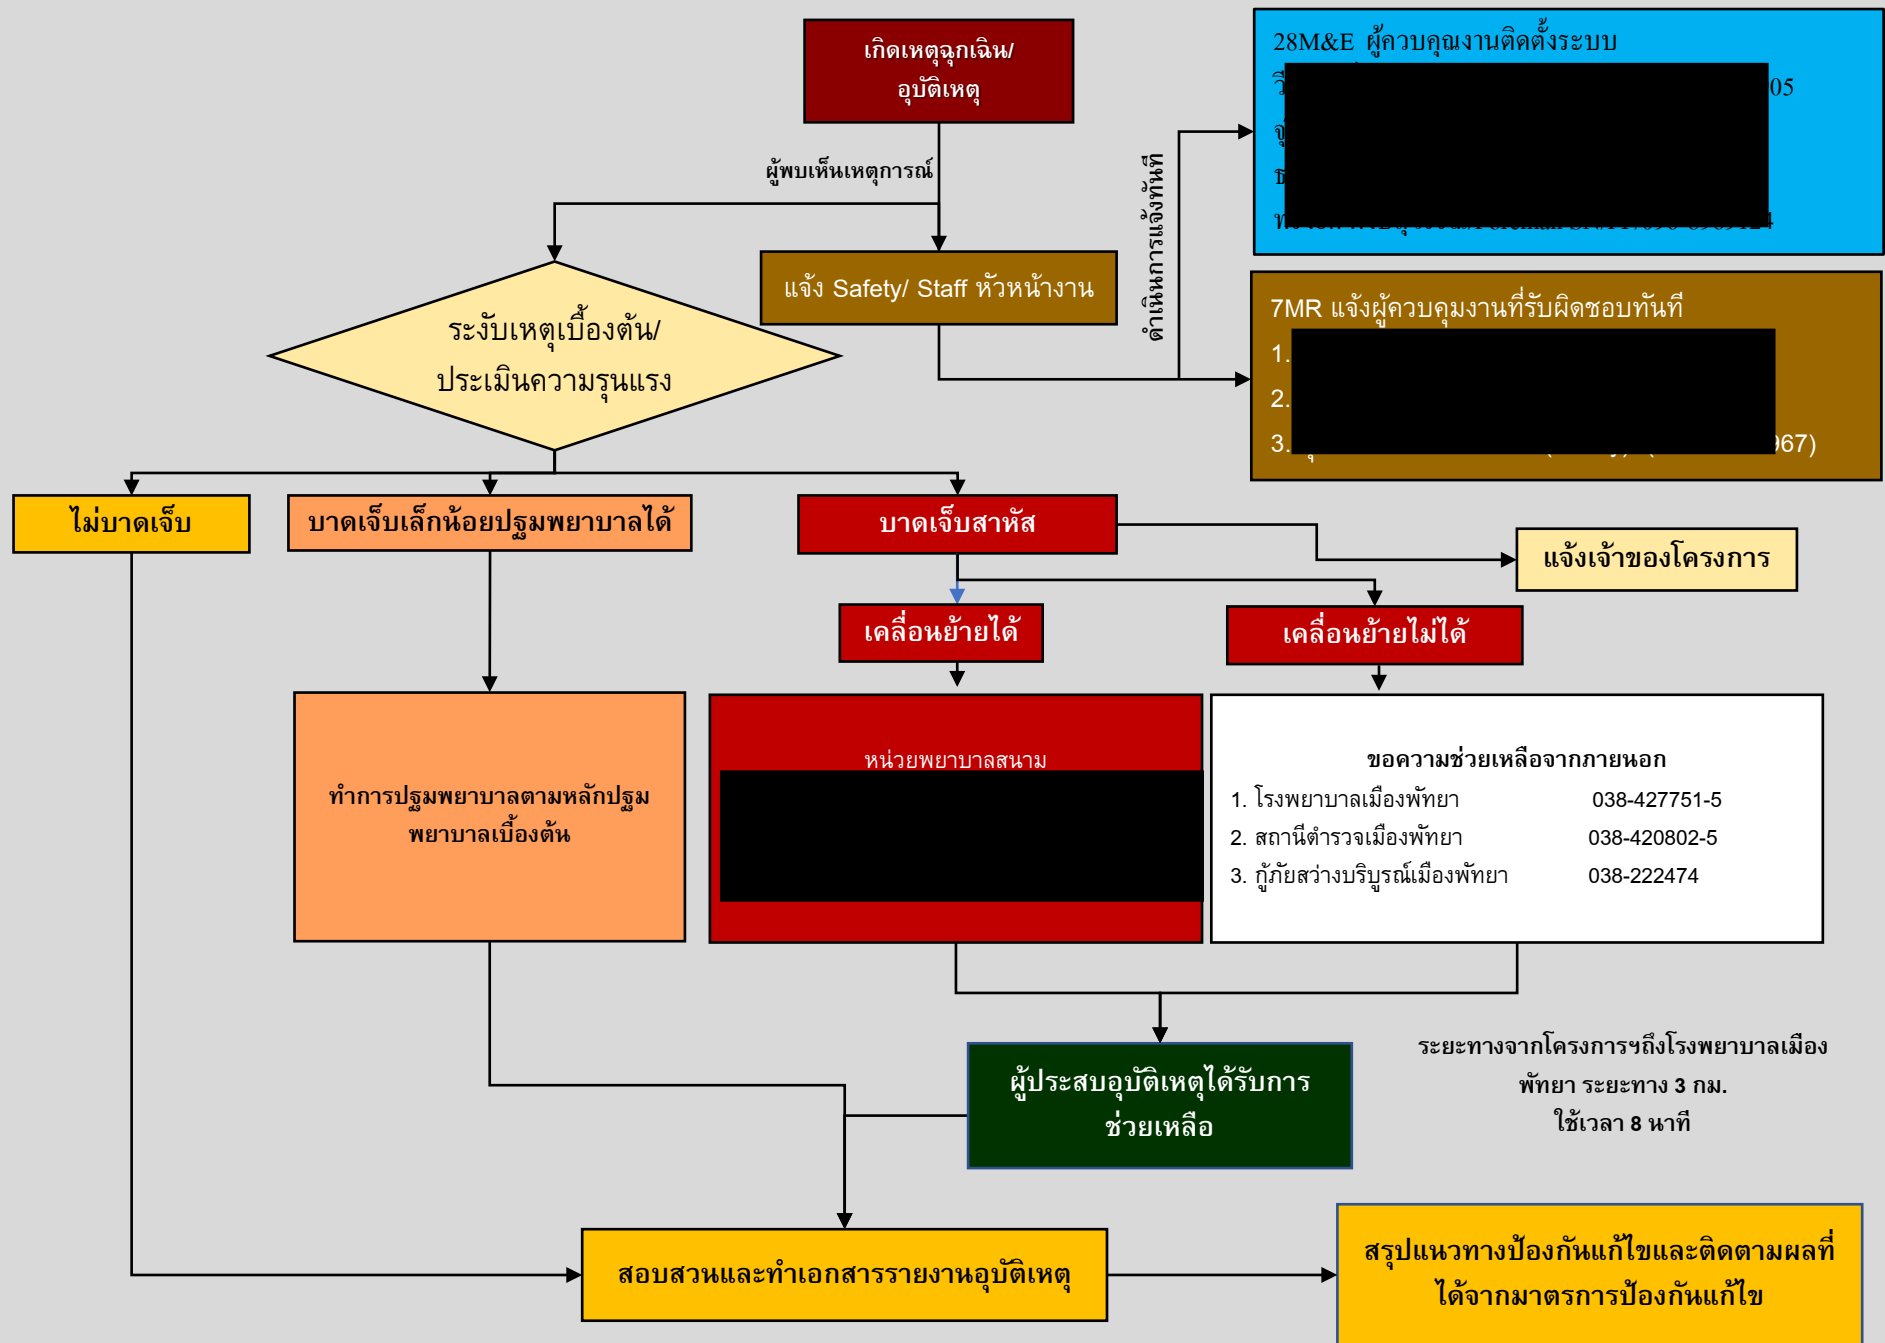 เกิดเหตุฉุกเฉิน/
อุบัติเหตุ
28M&E ผู้ควบคุณงานติดตั้งระบบ
05
ผู้พบเห็นเหตุการณ์
ดำเนินการแจ้งทันที
แจ้ง Safety/ Staff หัวหน้างาน
7MR แจ้งผู้ควบคุมงานที่รับผิดชอบทันที
1.
2.
3.
967)
ระงับเหตุเบื้องต้น/
ประเมินความรุนแรง
ไม่บาดเจ็บ
บาดเจ็บเล็กน้อยปฐมพยาบาลได้
บาดเจ็บสาหัส
แจ้งเจ้าของโครงการ
เคลื่อนย้ายได้
เคลื่อนย้ายไม่ได้
ทำการปฐมพยาบาลตามหลักปฐม
พยาบาลเบื้องต้น
หน่วยพยาบาลสนาม
ขอความช่วยเหลือจากภายนอก
1. โรงพยาบาลเมืองพัทยา 038-427751-5
2. สถานีตำรวจเมืองพัทยา 038-420802-5
3. กู้ภัยสว่างบริบูรณ์เมืองพัทยา 038-222474
ผู้ประสบอุบัติเหตุได้รับการ
ช่วยเหลือ
ระยะทางจากโครงการฯถึงโรงพยาบาลเมือง
พัทยา ระยะทาง 3 กม.
ใช้เวลา 8 นาที
สอบสวนและทำเอกสารรายงานอุบัติเหตุ
สรุปแนวทางป้องกันแก้ไขและติดตามผลที่
ได้จากมาตรการป้องกันแก้ไข